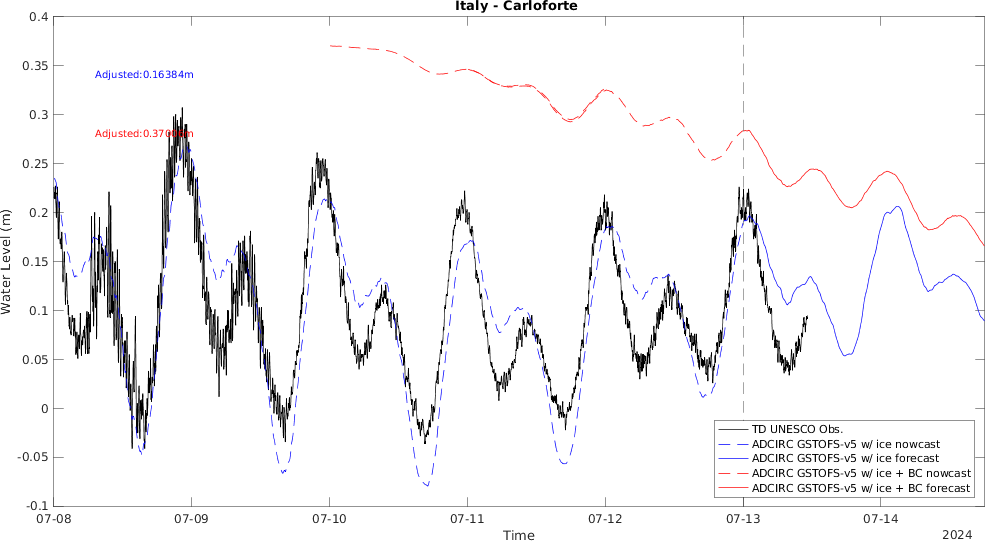 Italy - Carloforte
0.4
0.35
0.3
0.25
0.2
0.15
0.1
0.05
0
-0.05
-0.1
Water Level (m)
Adjusted:0.16384m
TD UNESCO Obs.
ADCIRC GSTOFS-v5 w/ ice nowcast
ADCIRC GSTOFS-v5 w/ ice forecast
ADCIRC GSTOFS-v5 w/ ice + BC nowcast
ADCIRC GSTOFS-v5 w/ ice + BC forecast
07-08
07-09
07-10
07-11
07-12
07-13
07-14
Time
2024